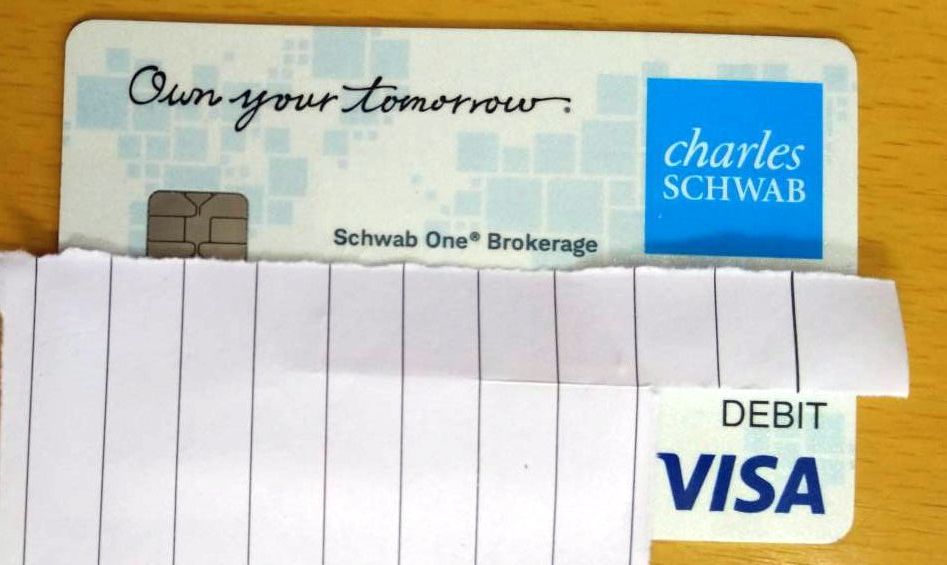 Own your tomorrow.
charles
SCHWAB
Schwab One® Brokerage
DEBIT
VISA